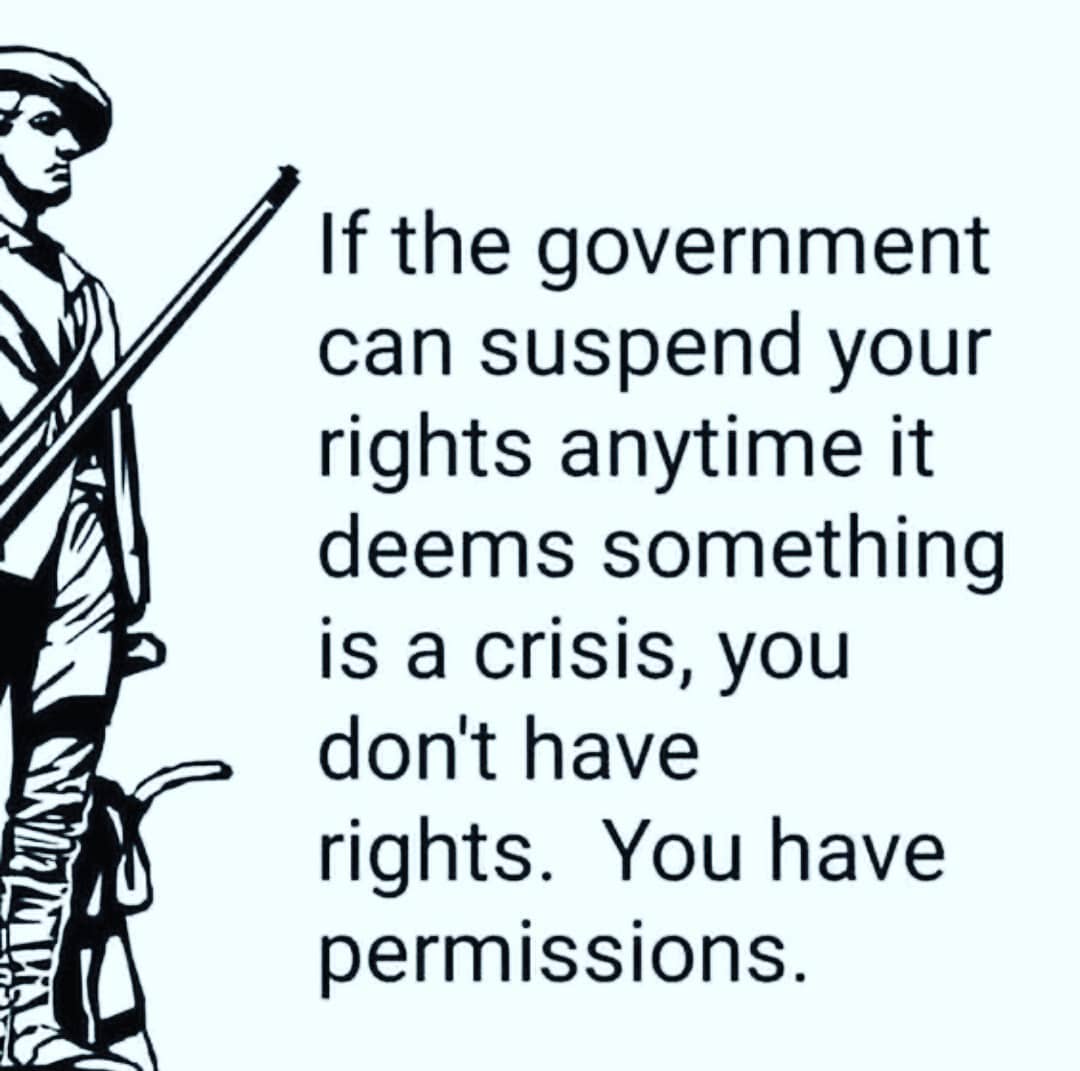 If the government
can suspend your
rights anytime it
deems something
is a crisis, you
don't have
rights.  You have
permissions.